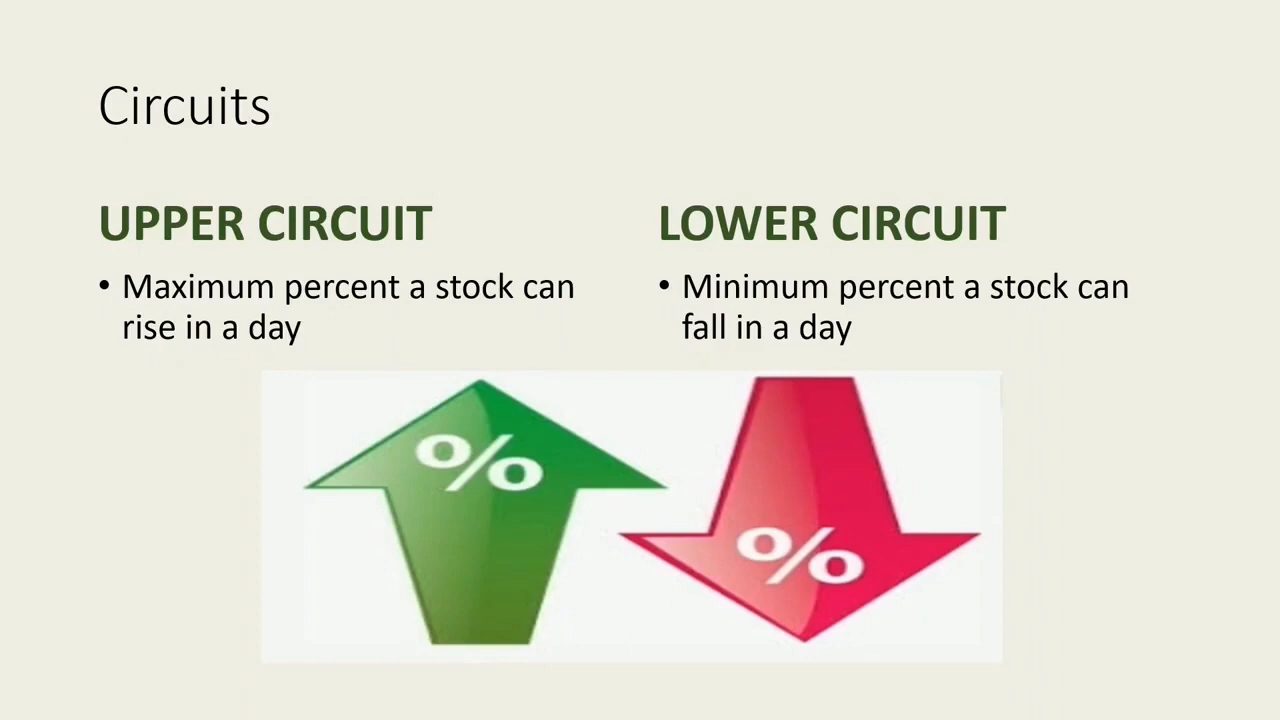 Circuits
UPPER CIRCUIT
• Maximum percent a stock can
rise in a day
LOWER CIRCUIT
• Minimum percent a stock can
fall in a day
%
%